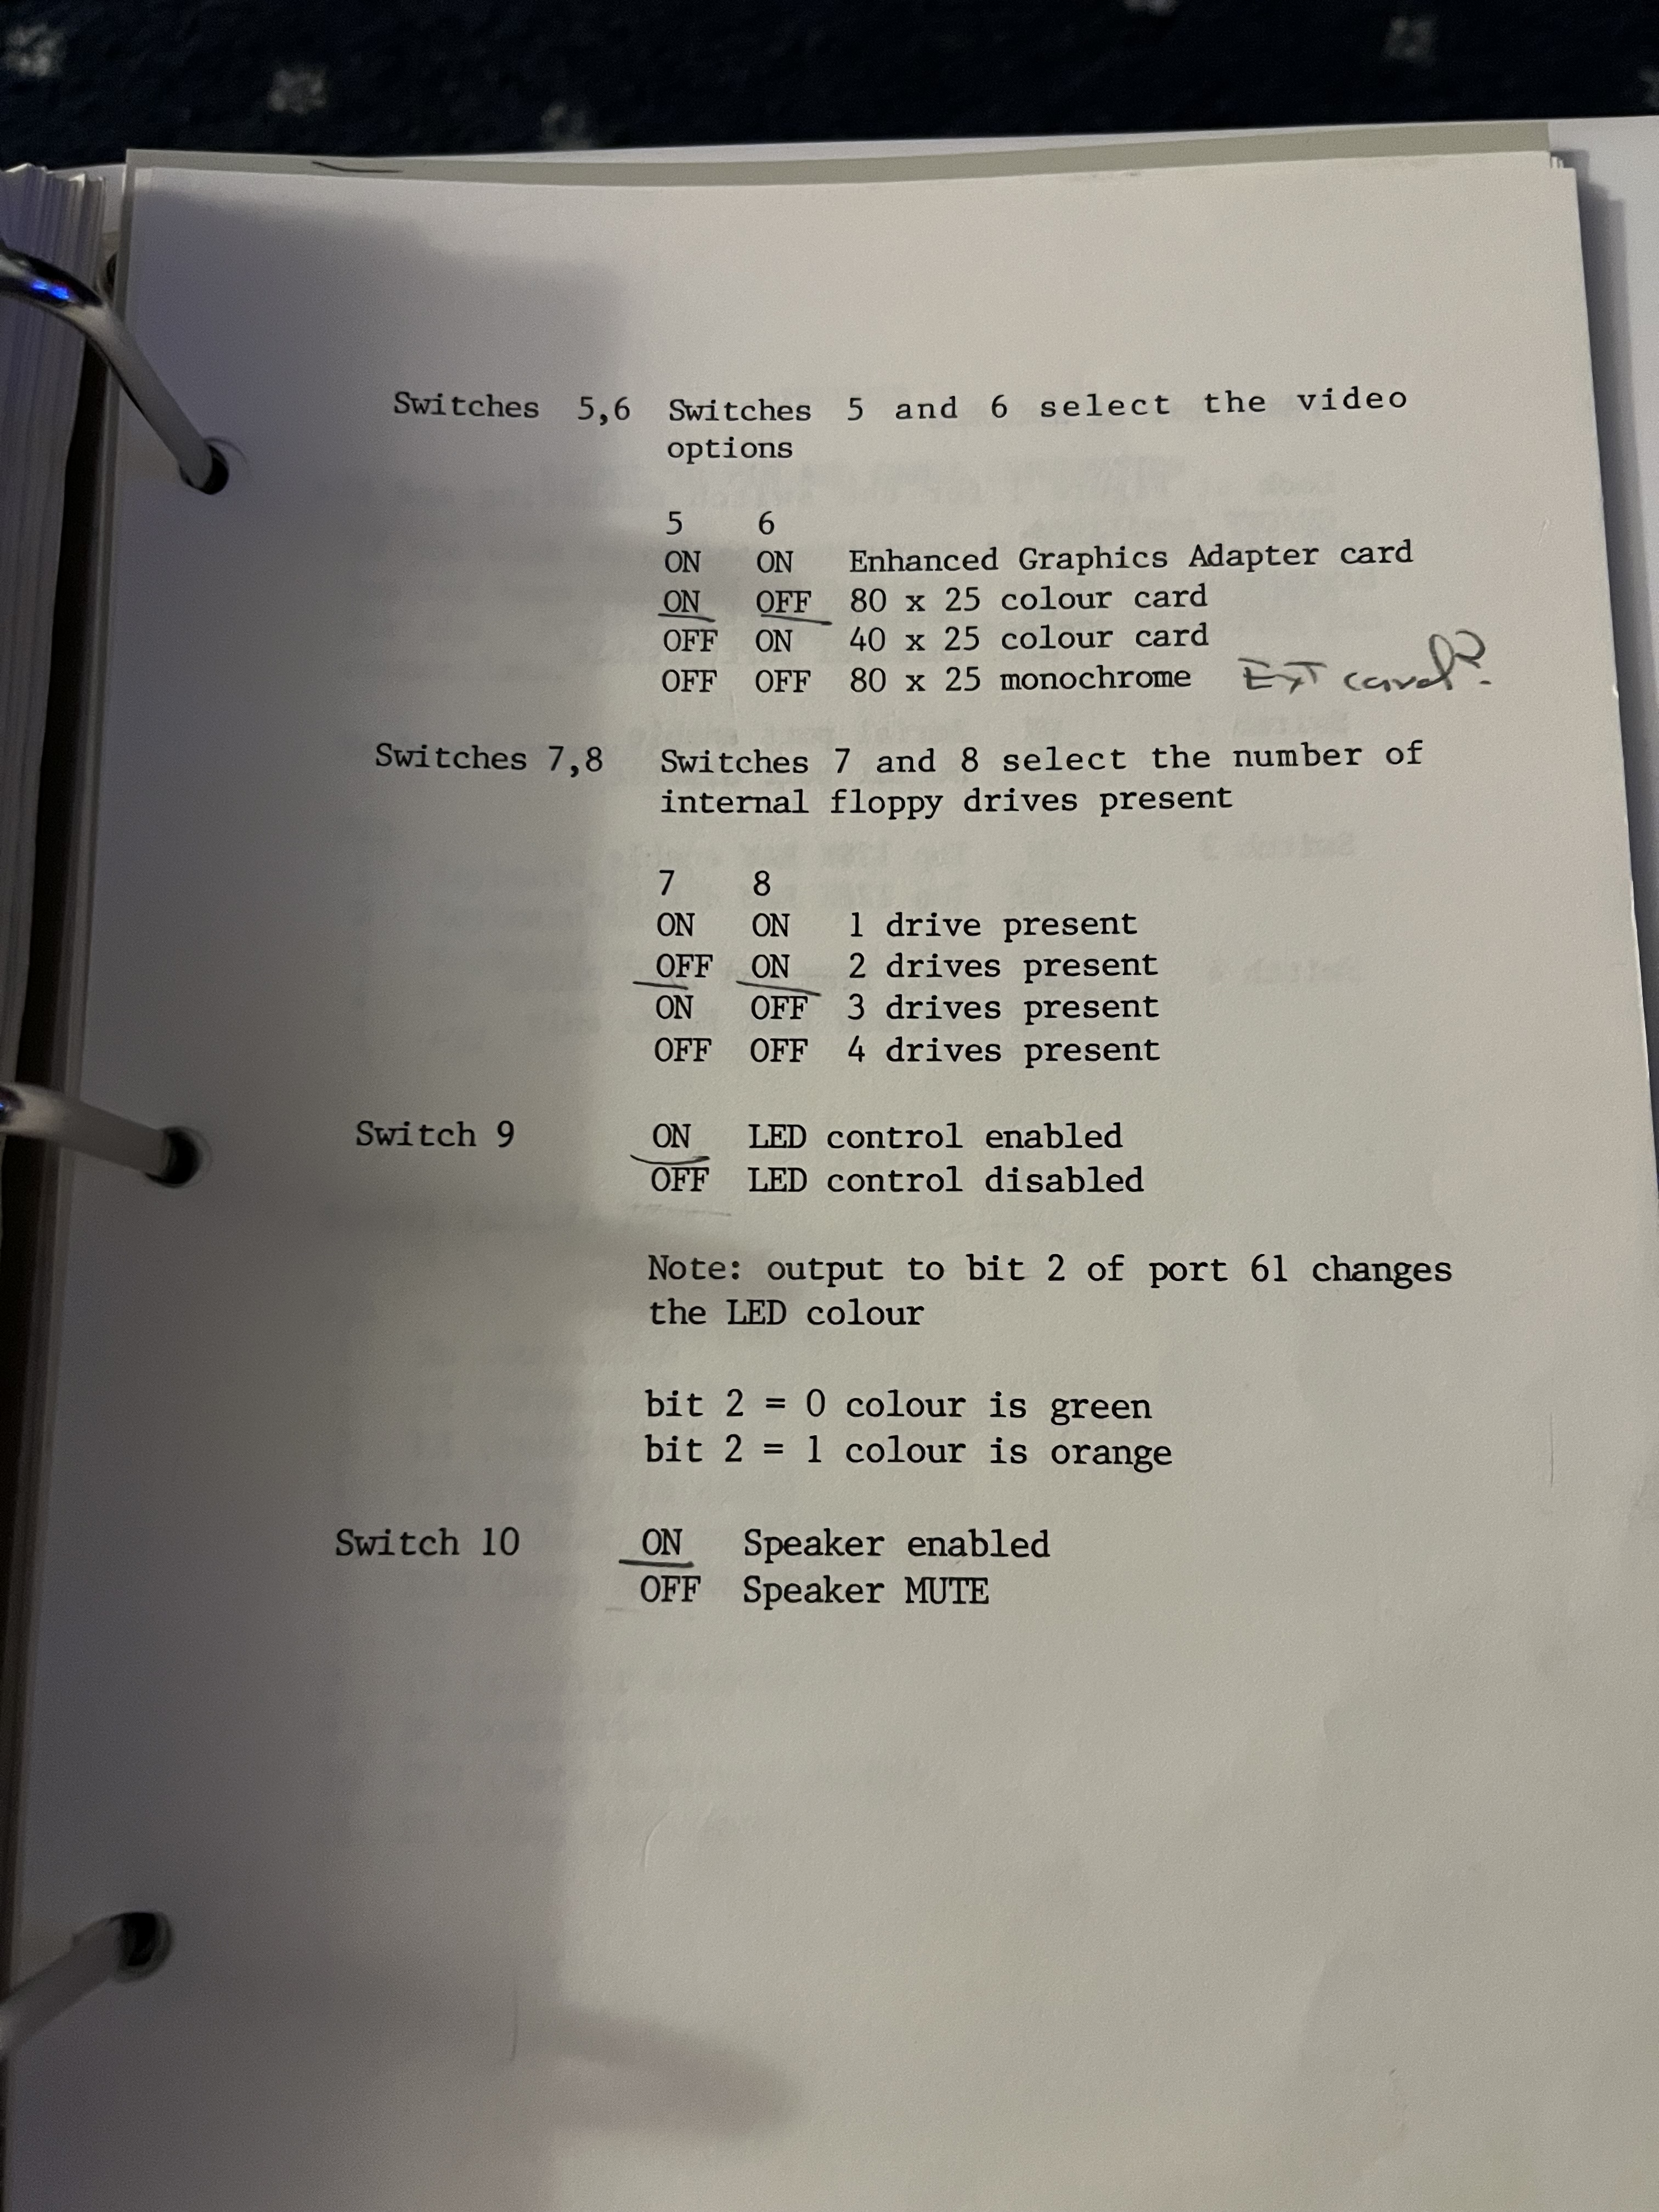 Switches 5,6 Switches 5 and 6 select the video
options
5 6
ON ON Enhanced Graphics Adapter card
ON OFF 80 x 25 colour card
OFF ON 40 x 25 colour card
OFF OFF 80 x 25 monochrome EXT card?
Switches 7,8 Switches 7 and 8 select the number of
internal floppy drives present
7 8
ON ON 1 drive present
OFF ON 2 drives present
ON OFF 3 drives present
OFF OFF 4 drives present
Switch 9 ON LED control enabled
OFF LED control disabled
Note: output to bit 2 of port 61 changes
the LED colour
bit 2 = 0 colour is green
bit 2 = 1 colour is orange
Switch 10 ON Speaker enabled
OFF Speaker MUTE